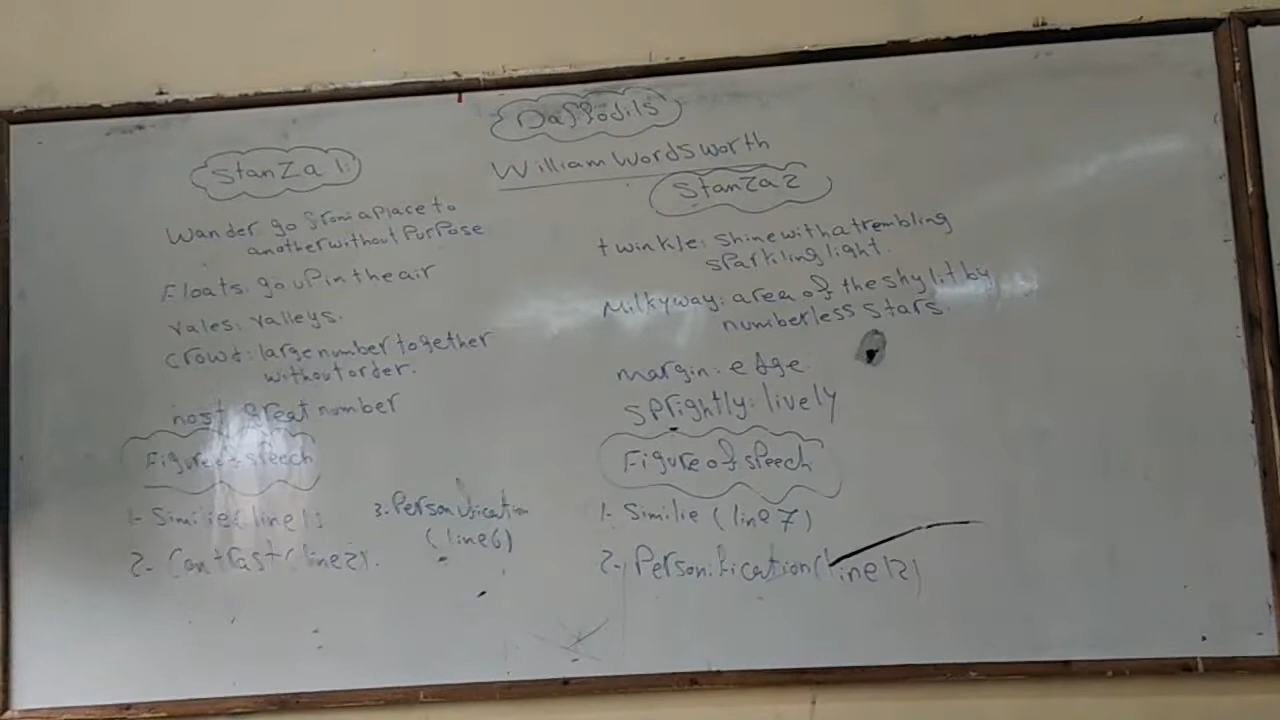 Daffodils
William Wordsworth
Stanza 1:
Wander go from a place to
another without Purpose
Floats: go up in the air
vales: valleys.
Crowd: large number together
without order.
host great number
Figure of speech
1- Similie (line 1)
2- Contrast (line 2).
3. Personification
(line 6)
Stanza 2
twinkle: shine with a trembling
sparkling light.
Milkyway: area of the shy lit by
numberless stars.
margin: edge
Sprightly: lively
Figure of speech
1- Similie (line 7)
2- Personification (line 12)